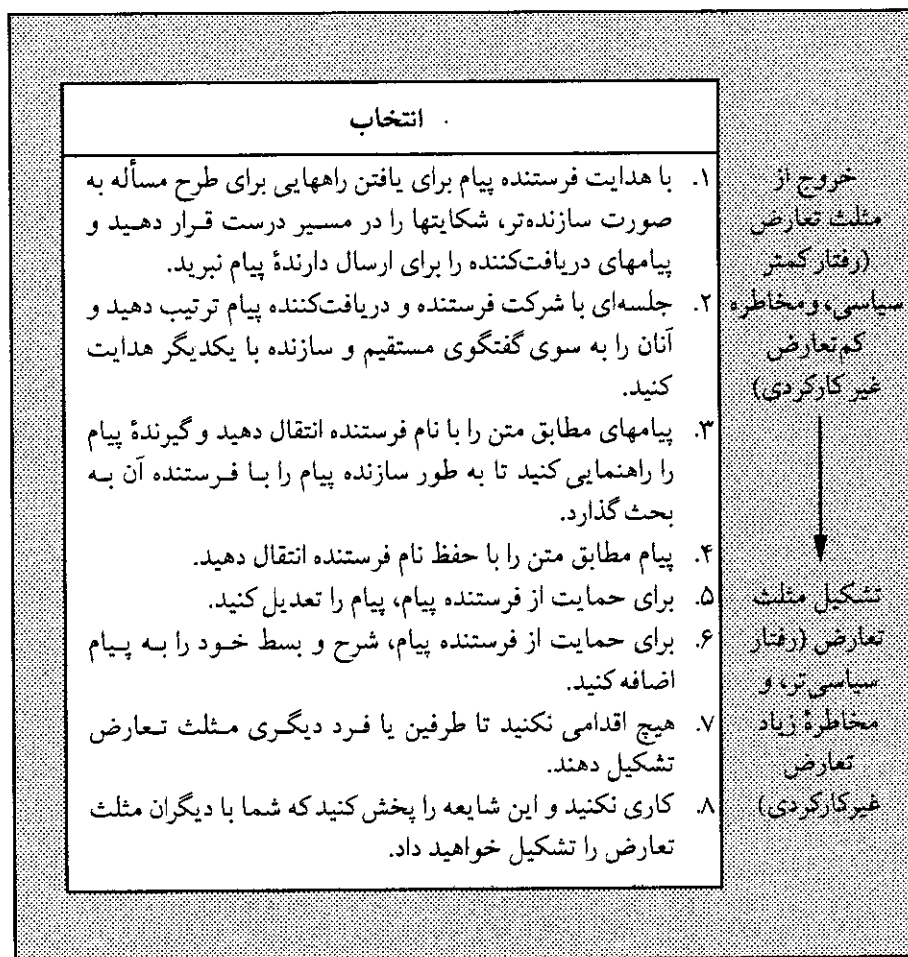 انتخاب
۱. با هدایت فرستنده پیام برای یافتن راههایی برای طرح مسأله به
صورت سازنده‌تر، شکایتها را در مسیر درست قرار دهید و
پیامهای دریافت‌کننده را برای ارسال دارندهٔ پیام نبرید.
۲. جلسه‌ای با شرکت فرستنده و دریافت‌کننده پیام ترتیب دهید و
آنان را به سوی گفتگوی مستقیم و سازنده با یکدیگر هدایت
کنید.
۳. پیامهای مطابق متن را با نام فرستنده انتقال دهید و گیرندهٔ پیام
را راهنمایی کنید تا به طور سازنده پیام را با فرستنده آن به
بحث گذارد.
۴. پیام مطابق متن را با حفظ نام فرستنده انتقال دهید.
۵. برای حمایت از فرستنده پیام، پیام را تعدیل کنید.
۶. برای حمایت از فرستنده پیام، شرح و بسط خود را به پیام
اضافه کنید.
۷. هیچ اقدامی نکنید تا طرفین یا فرد دیگری مثلث تعارض
تشکیل دهند.
۸. کاری نکنید و این شایعه را پخش کنید که شما با دیگران مثلث
تعارض را تشکیل خواهید داد.
خروج از
مثلث تعارض
(رفتار کمتر
سیاسی، و مخاطره
کم تعارض
غیر کارکردی)
تشکیل مثلث
تعارض (رفتار
سیاسی‌تر، و
مخاطرهٔ زیاد
تعارض
غیرکارکردی)